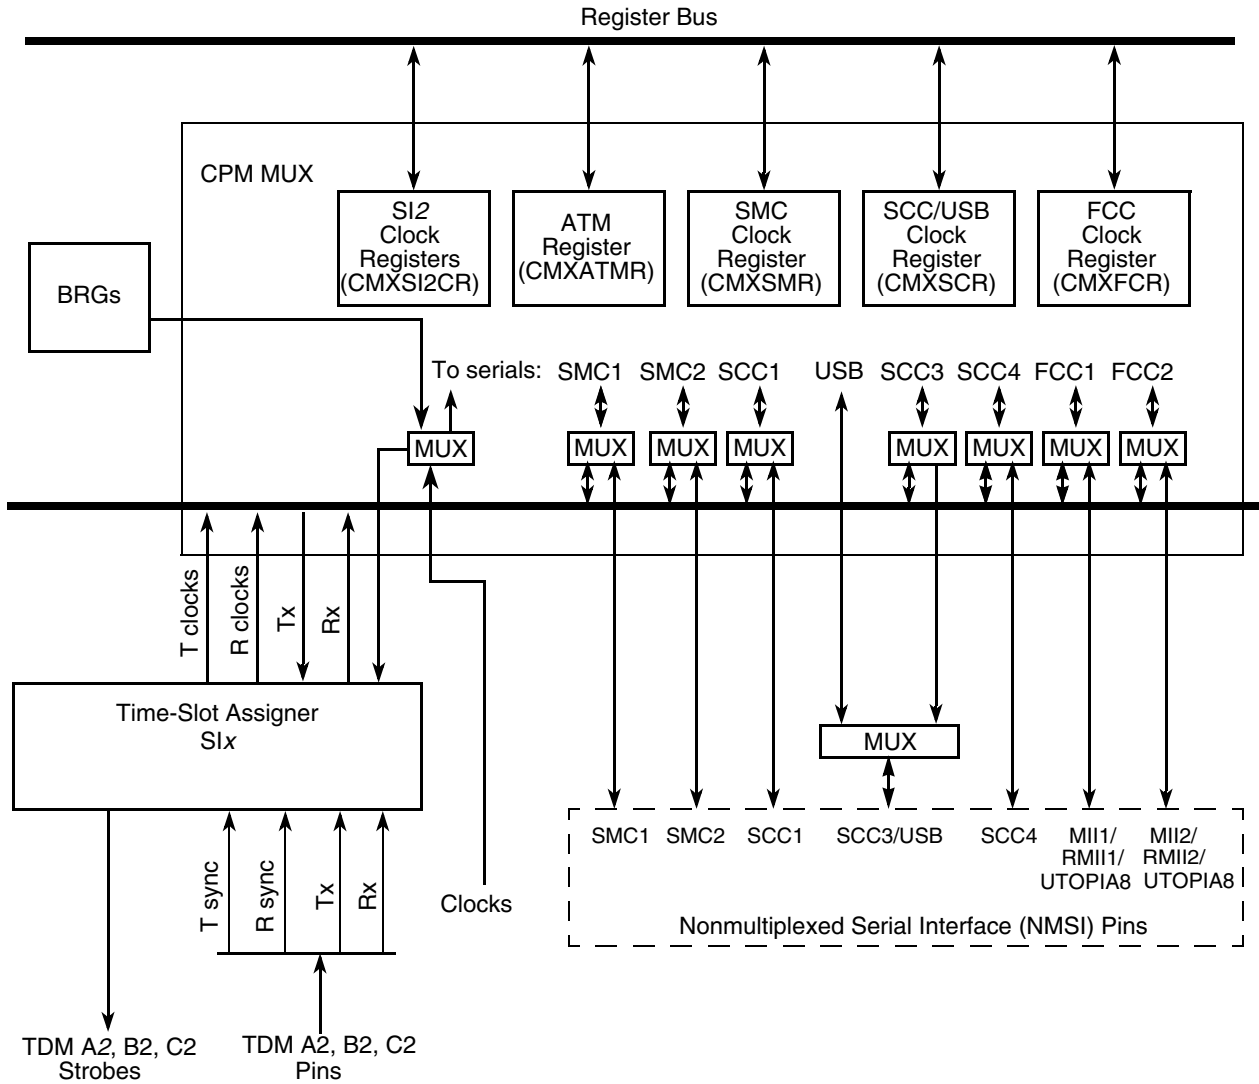 Register Bus
CPM MUX
SI2
Clock
Registers
(CMXSI2CR)
ATM
Register
(CMXATMR)
SMC
Clock
Register
(CMXSMR)
SCC/USB
Clock
Register
(CMXSCR)
FCC
Clock
Register
(CMXFCR)
BRGs
To serials:
SMC1
SMC2
SCC1
USB
SCC3
SCC4
FCC1
FCC2
MUX
MUX
MUX
MUX
MUX
MUX
MUX
MUX
T clocks
R clocks
Tx
Rx
Time-Slot Assigner
SIx
MUX
SMC1
SMC2
SCC1
SCC3/USB
SCC4
MII1/
RMII1/
UTOPIA8
MII2/
RMII2/
UTOPIA8
Nonmultiplexed Serial Interface (NMSI) Pins
T sync
R sync
Tx
Rx
Clocks
TDM A2, B2, C2
Strobes
TDM A2, B2, C2
Pins